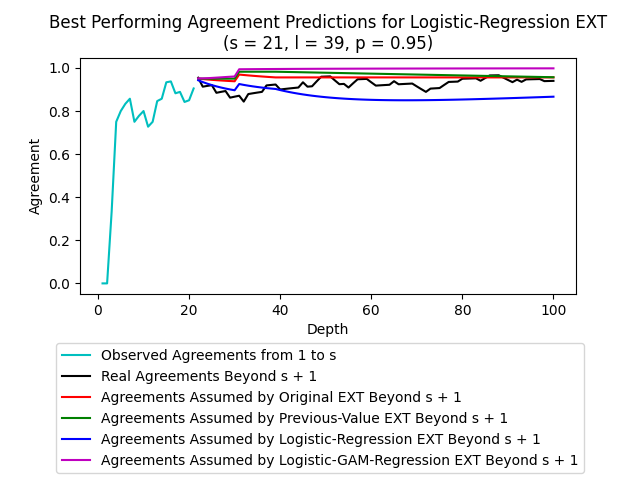 Best Performing Agreement Predictions for Logistic-Regression EXT
(s = 21, l = 39, p = 0.95)
1.0
0.8
0.6
0.4
0.2
0.0
Agreement
0
20
40
60
80
100
Depth
Observed Agreements from 1 to s
Real Agreements Beyond s + 1
Agreements Assumed by Original EXT Beyond s + 1
Agreements Assumed by Previous-Value EXT Beyond s + 1
Agreements Assumed by Logistic-Regression EXT Beyond s + 1
Agreements Assumed by Logistic-GAM-Regression EXT Beyond s + 1